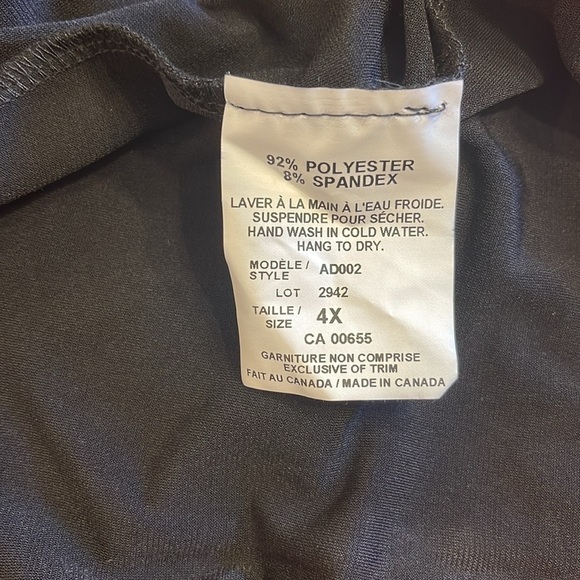 92% POLYESTER
8% SPANDEX
LAVER À LA MAIN À L'EAU FROIDE.
SUSPENDRE POUR SÉCHER.
HAND WASH IN COLD WATER.
HANG TO DRY.
MODÈLE / STYLE AD002
LOT 2942
TAILLE / SIZE 4X
CA 00655
GARNITURE NON COMPRISE
EXCLUSIVE OF TRIM
FAIT AU CANADA / MADE IN CANADA